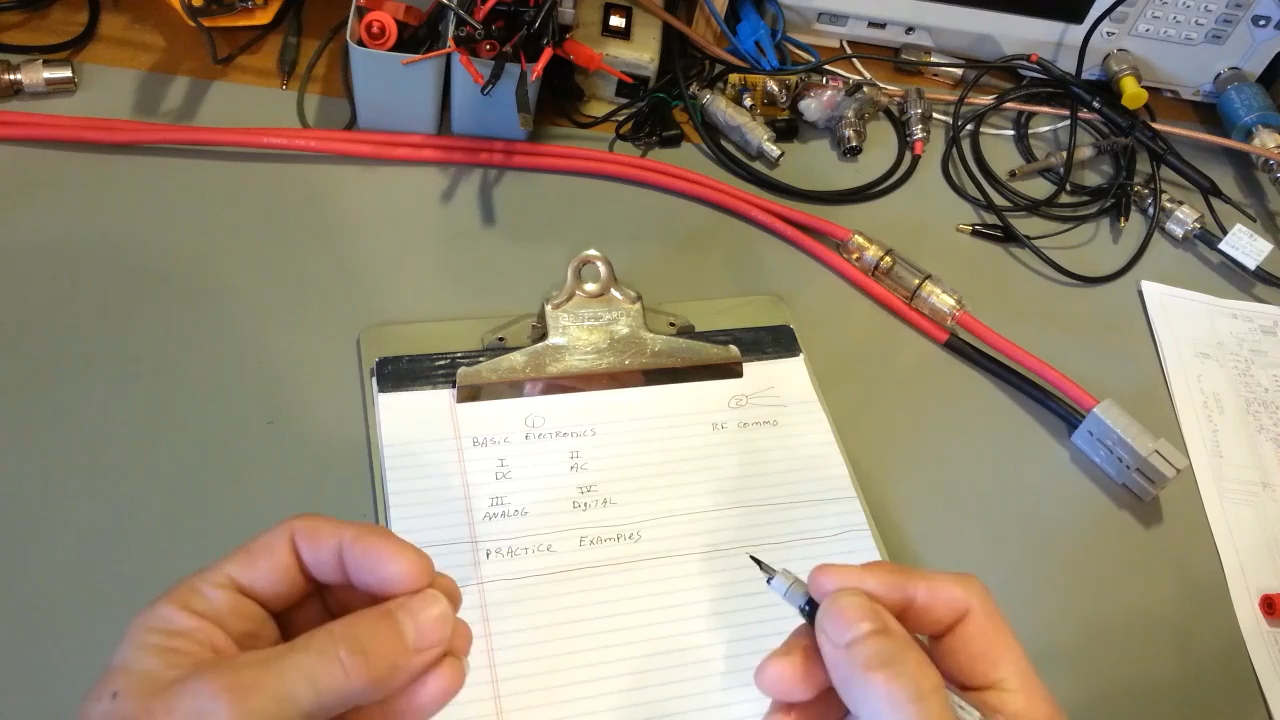 ①
②
BASIC ELECTRONICS
RF COMMO
I
II
DC
AC
III
IV
ANALOG
DIGITAL
PRACTICE EXAMPLES